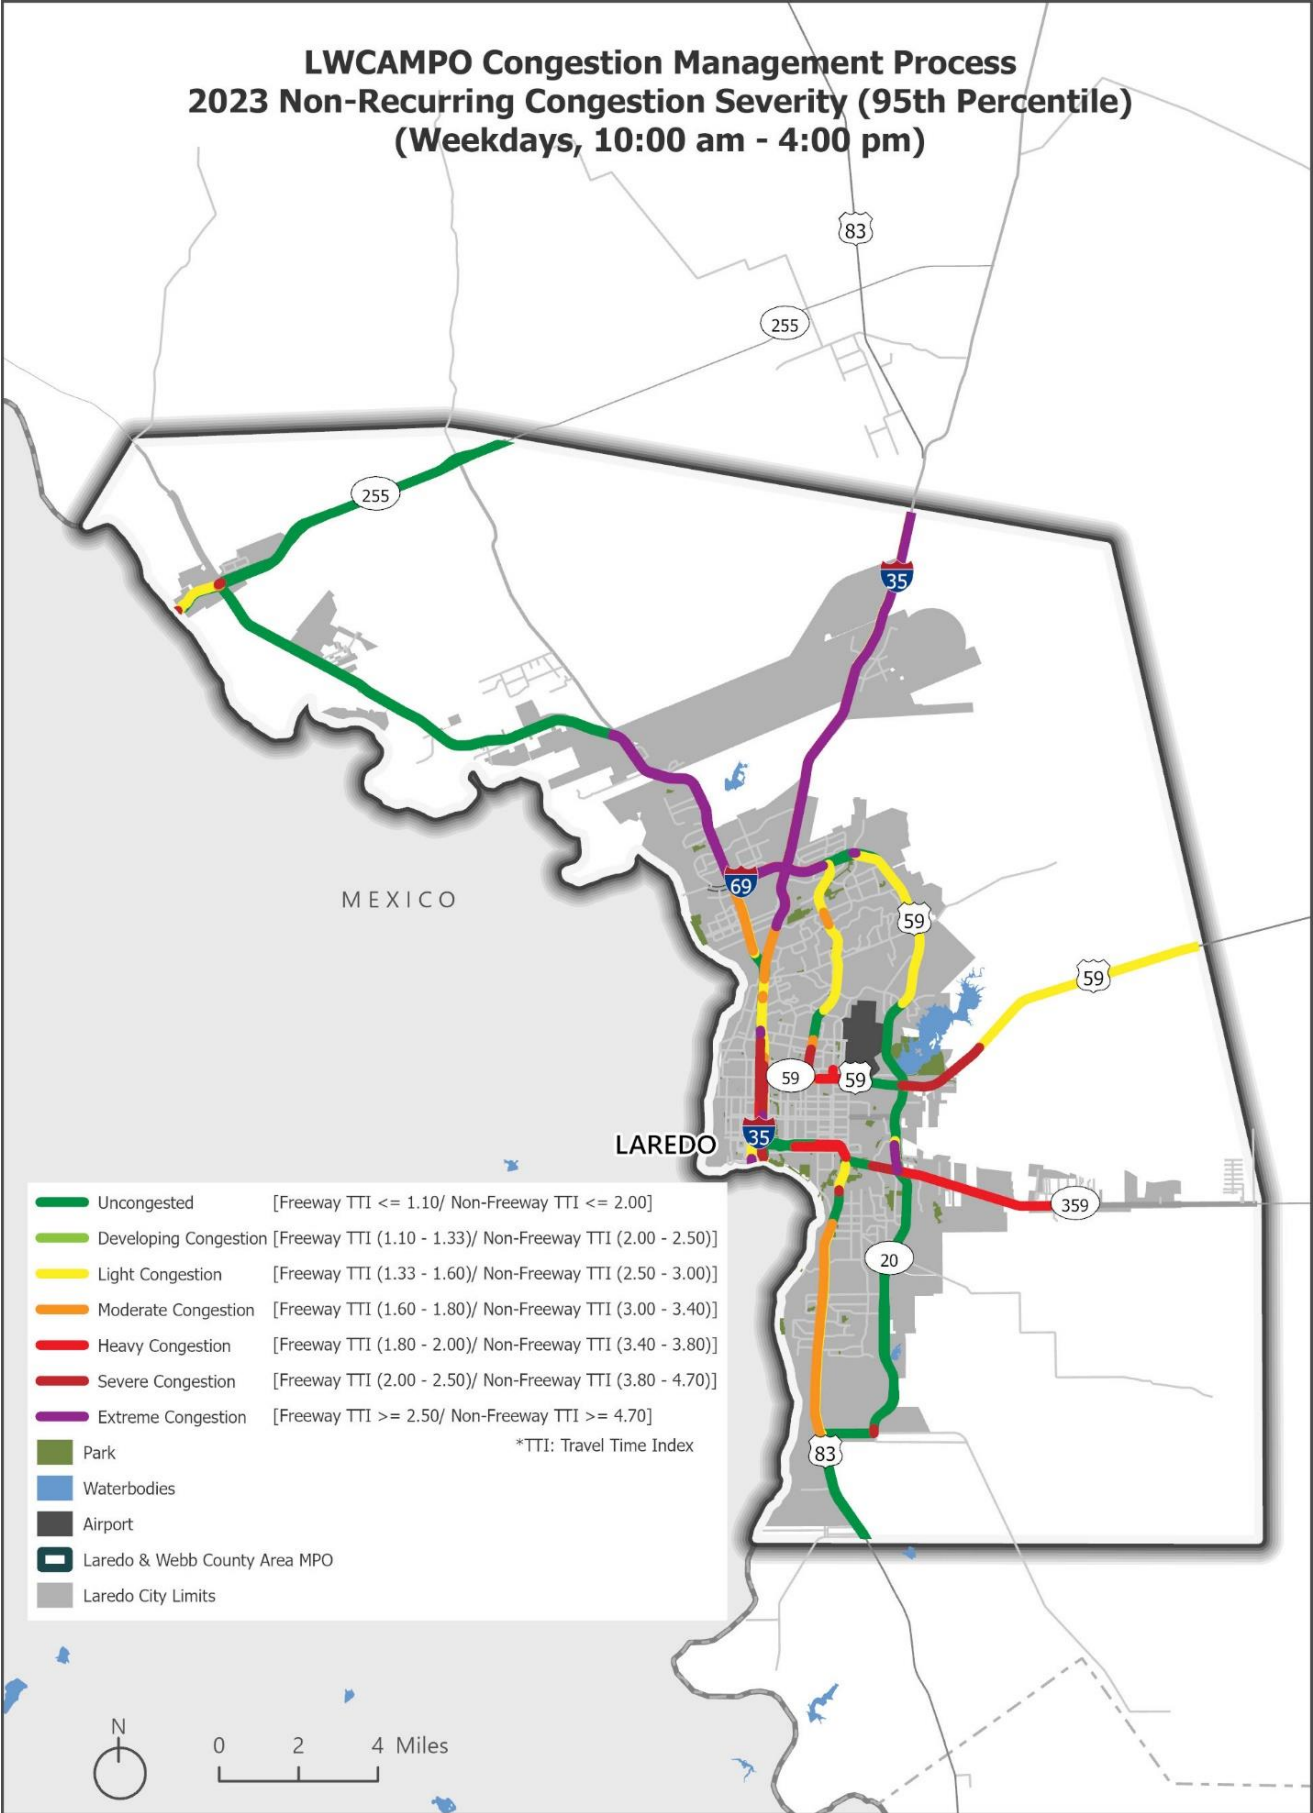 LWCAMPO Congestion Management Process
2023 Non-Recurring Congestion Severity (95th Percentile)
(Weekdays, 10:00 am - 4:00 pm)
83
255
255
35
MEXICO
69
59
59
59
59
LAREDO
35
359
20
83
Uncongested [Freeway TTI <= 1.10/ Non-Freeway TTI <= 2.00]
Developing Congestion [Freeway TTI (1.10 - 1.33)/ Non-Freeway TTI (2.00 - 2.50)]
Light Congestion [Freeway TTI (1.33 - 1.60)/ Non-Freeway TTI (2.50 - 3.00)]
Moderate Congestion [Freeway TTI (1.60 - 1.80)/ Non-Freeway TTI (3.00 - 3.40)]
Heavy Congestion [Freeway TTI (1.80 - 2.00)/ Non-Freeway TTI (3.40 - 3.80)]
Severe Congestion [Freeway TTI (2.00 - 2.50)/ Non-Freeway TTI (3.80 - 4.70)]
Extreme Congestion [Freeway TTI >= 2.50/ Non-Freeway TTI >= 4.70]
*TTI: Travel Time Index
Park
Waterbodies
Airport
Laredo & Webb County Area MPO
Laredo City Limits
N
0 2 4 Miles